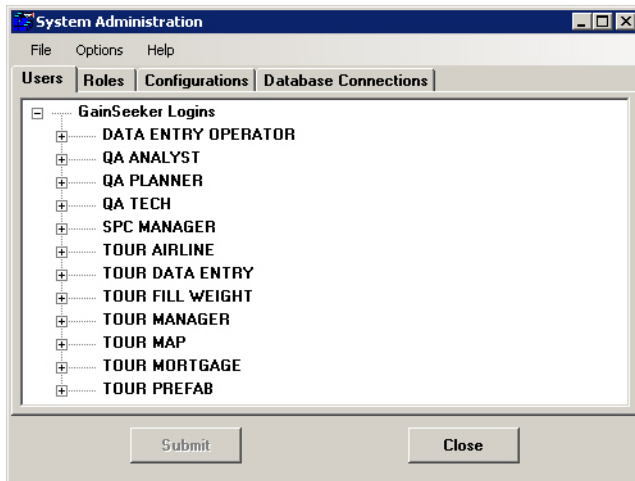 System Administration
File Options Help
Users Roles Configurations Database Connections
GainSeeker Logins
DATA ENTRY OPERATOR
QA ANALYST
QA PLANNER
QA TECH
SPC MANAGER
TOUR AIRLINE
TOUR DATA ENTRY
TOUR FILL WEIGHT
TOUR MANAGER
TOUR MAP
TOUR MORTGAGE
TOUR PREFAB
Submit Close